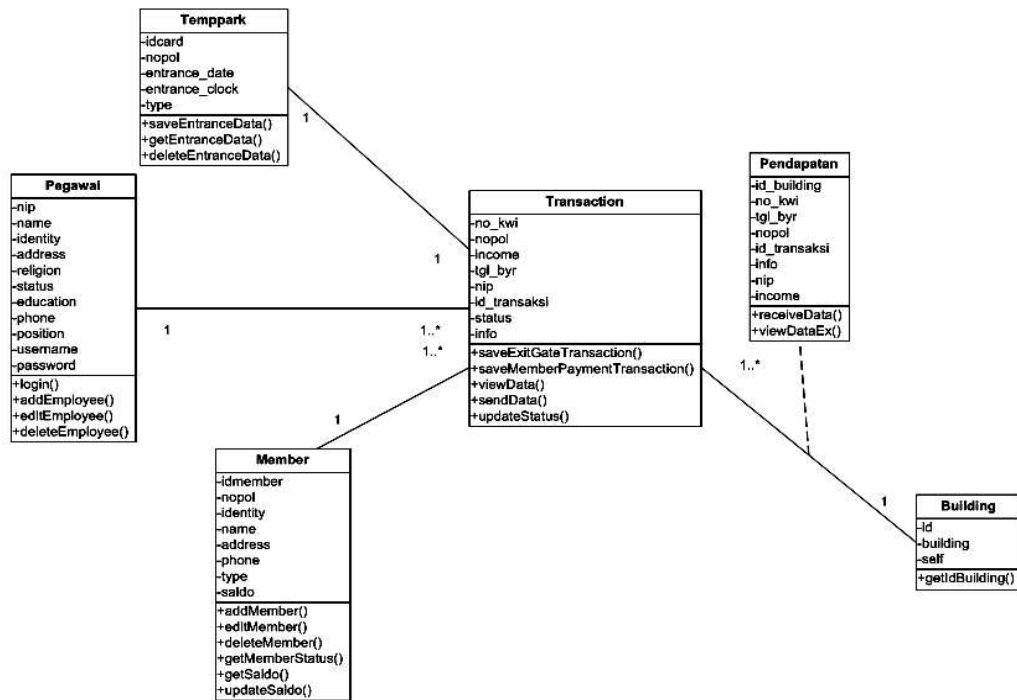 Temppark
-idcard
-nopol
-entrance_date
-entrance_clock
-type
+saveEntranceData()
+getEntranceData()
+deleteEntranceData()
1
1
Pegawai
-nip
-name
-identity
-address
-religion
-status
-education
-phone
-position
-username
-password
+login()
+addEmployee()
+editEmployee()
+deleteEmployee()
1
1..*
1..*
1
Transaction
-no_kwi
-nopol
-income
-tgl_byr
-nip
-id_transaksi
-status
-info
+saveExitGateTransaction()
+saveMemberPaymentTransaction()
+viewData()
+sendData()
+updateStatus()
1..*
1
Pendapatan
-id_building
-no_kwi
-tgl_byr
-nopol
-id_transaksi
-info
-nip
-income
+receiveData()
+viewDataEx()
Member
-idmember
-nopol
-identity
-name
-address
-phone
-type
-saldo
+addMember()
+editMember()
+deleteMember()
+getMemberStatus()
+getSaldo()
+updateSaldo()
Building
-id
-building
-self
+getIdBuilding()